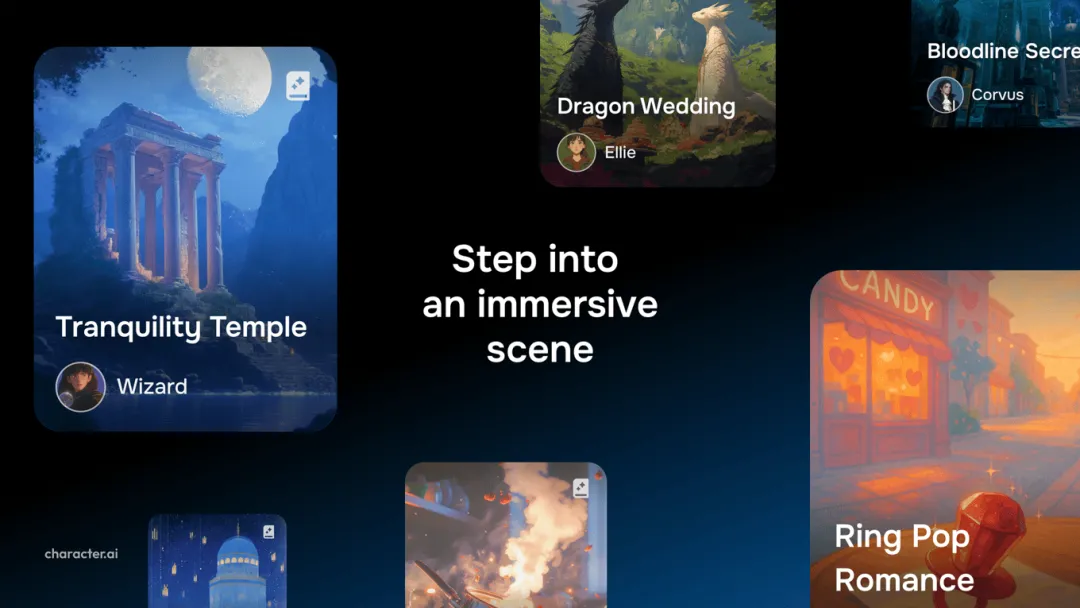 Dragon Wedding
Ellie
Bloodline Secre
Corvus
Tranquility Temple
Wizard
Step into
an immersive
scene
CANDY
Ring Pop
Romance
character.ai